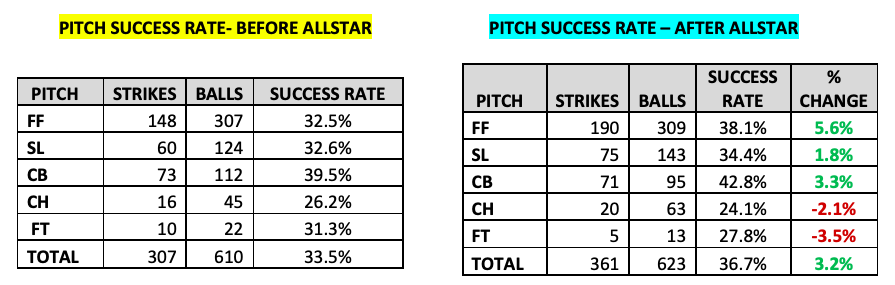 PITCH SUCCESS RATE- BEFORE ALLSTAR
PITCH STRIKES BALLS SUCCESS RATE
FF 148 307 32.5%
SL 60 124 32.6%
CB 73 112 39.5%
CH 16 45 26.2%
FT 10 22 31.3%
TOTAL 307 610 33.5%
PITCH SUCCESS RATE – AFTER ALLSTAR
PITCH STRIKES BALLS SUCCESS RATE % CHANGE
FF 190 309 38.1% 5.6%
SL 75 143 34.4% 1.8%
CB 71 95 42.8% 3.3%
CH 20 63 24.1% -2.1%
FT 5 13 27.8% -3.5%
TOTAL 361 623 36.7% 3.2%